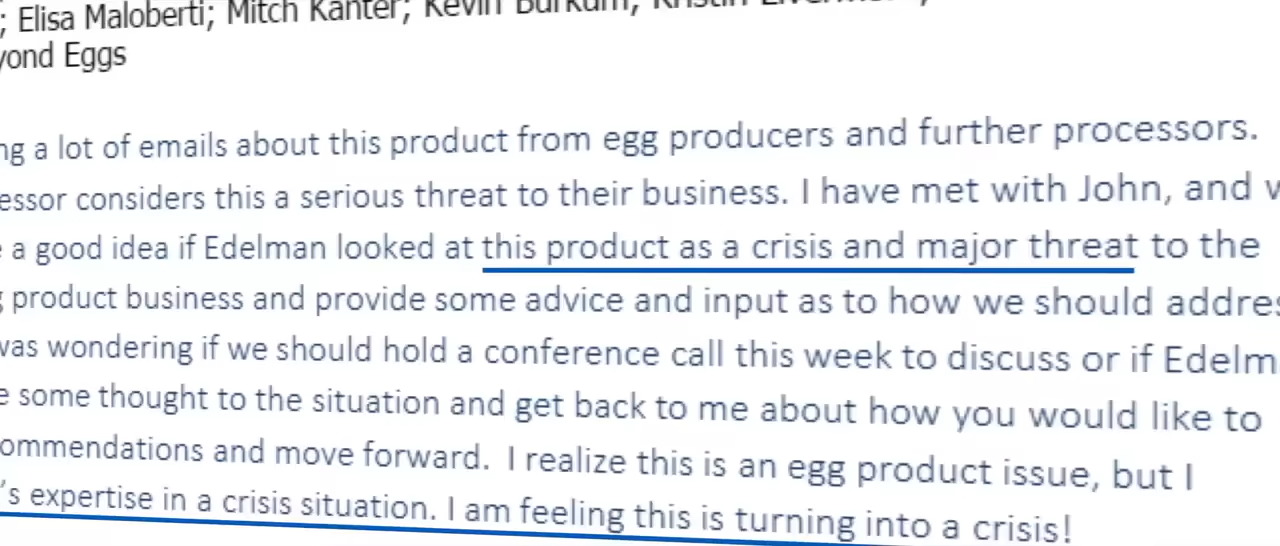 ; Elisa Maloberti; Mitch Kanter; Kevin Burkum;
yond Eggs
ng a lot of emails about this product from egg producers and further processors.
essor considers this a serious threat to their business. I have met with John, and w
e a good idea if Edelman looked at this product as a crisis and major threat to the
g product business and provide some advice and input as to how we should addres
was wondering if we should hold a conference call this week to discuss or if Edelm
e some thought to the situation and get back to me about how you would like to
ommendations and move forward. I realize this is an egg product issue, but I
's expertise in a crisis situation. I am feeling this is turning into a crisis!